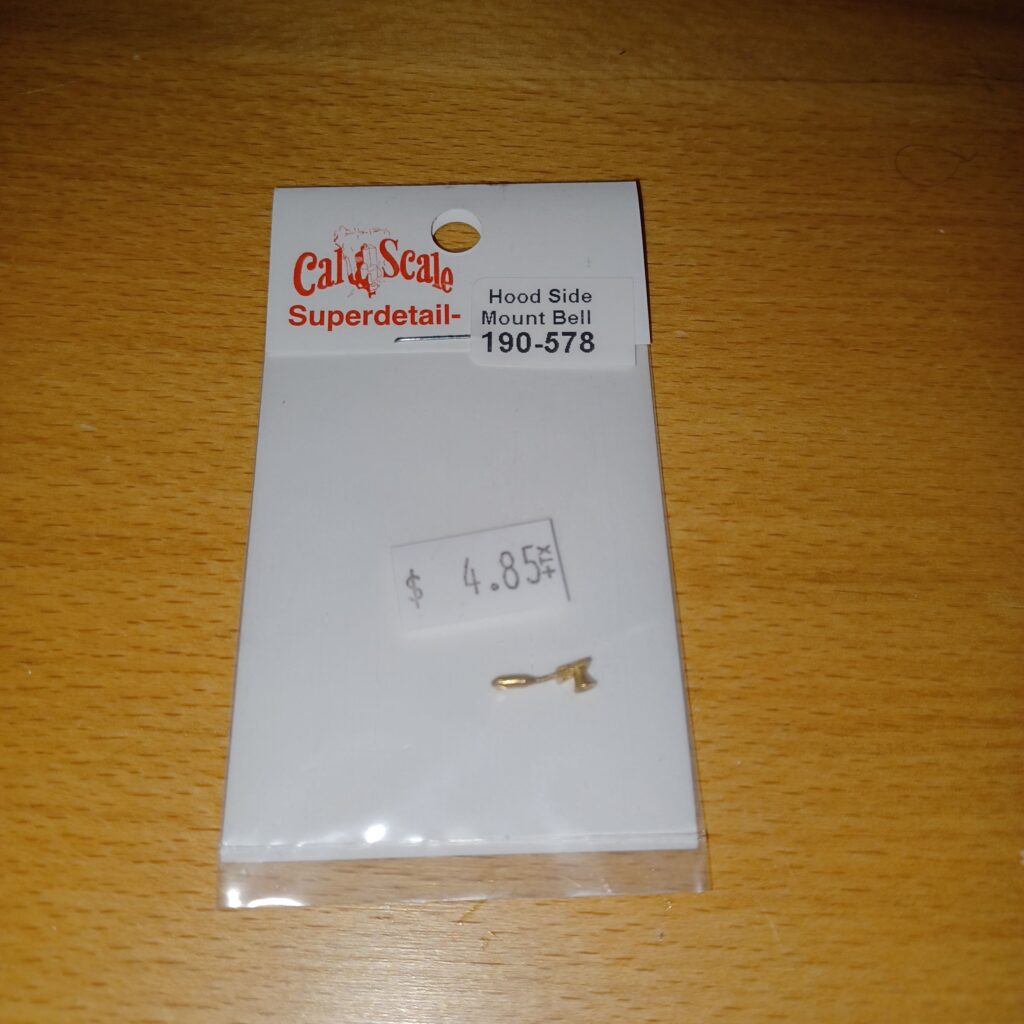 Cal Scale
Superdetail-
Hood Side
Mount Bell
190-578
$ 4.85